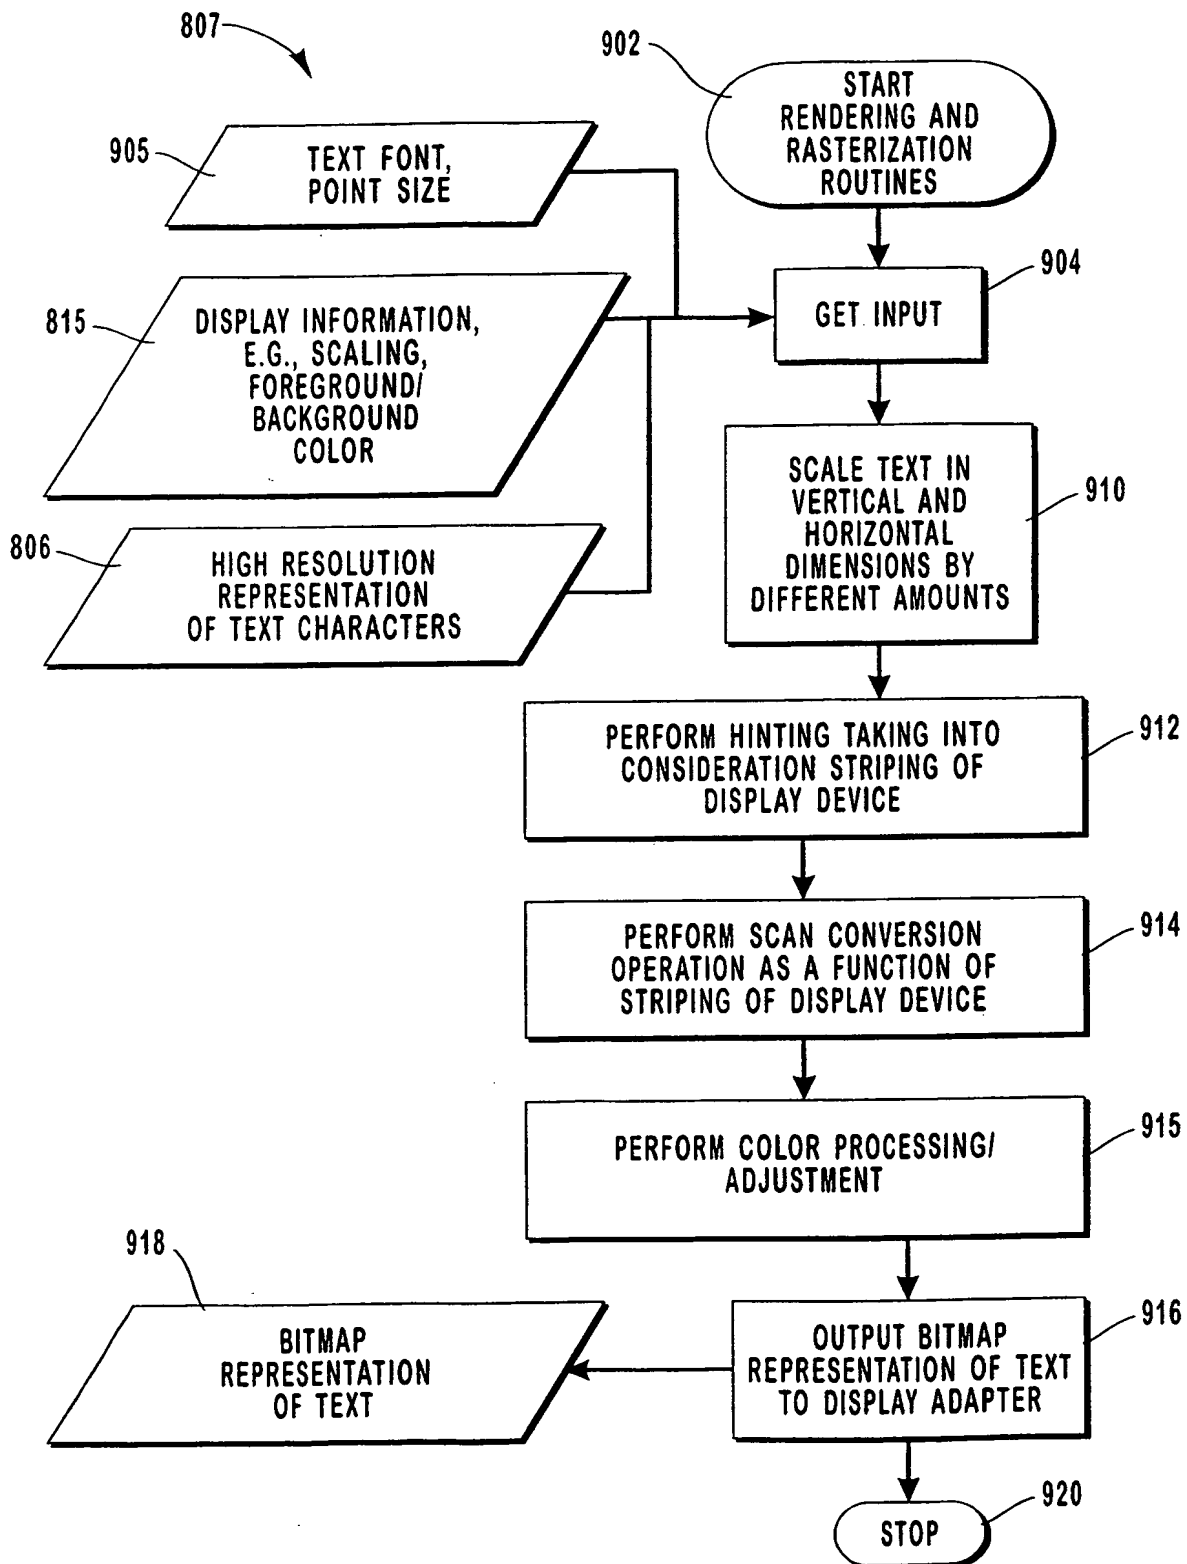 807
902
START
RENDERING AND
RASTERIZATION
ROUTINES
905
TEXT FONT,
POINT SIZE
904
GET INPUT
815
DISPLAY INFORMATION,
E.G., SCALING,
FOREGROUND/
BACKGROUND
COLOR
910
SCALE TEXT IN
VERTICAL AND
HORIZONTAL
DIMENSIONS BY
DIFFERENT AMOUNTS
806
HIGH RESOLUTION
REPRESENTATION
OF TEXT CHARACTERS
912
PERFORM HINTING TAKING INTO
CONSIDERATION STRIPING OF
DISPLAY DEVICE
914
PERFORM SCAN CONVERSION
OPERATION AS A FUNCTION OF
STRIPING OF DISPLAY DEVICE
915
PERFORM COLOR PROCESSING/
ADJUSTMENT
918
BITMAP
REPRESENTATION
OF TEXT
916
OUTPUT BITMAP
REPRESENTATION OF TEXT
TO DISPLAY ADAPTER
920
STOP